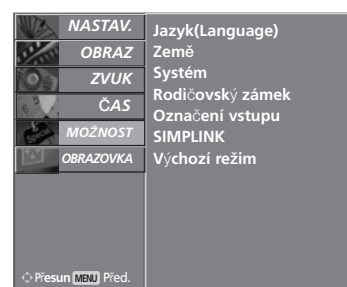 NASTAV.
OBRAZ
ZVUK
ČAS
MOŽNOST
OBRAZOVKA
Přesun MENU Před.
Jazyk(Language)
Země
Systém
Rodičovský zámek
Označení vstupu
SIMPLINK
Výchozí režim